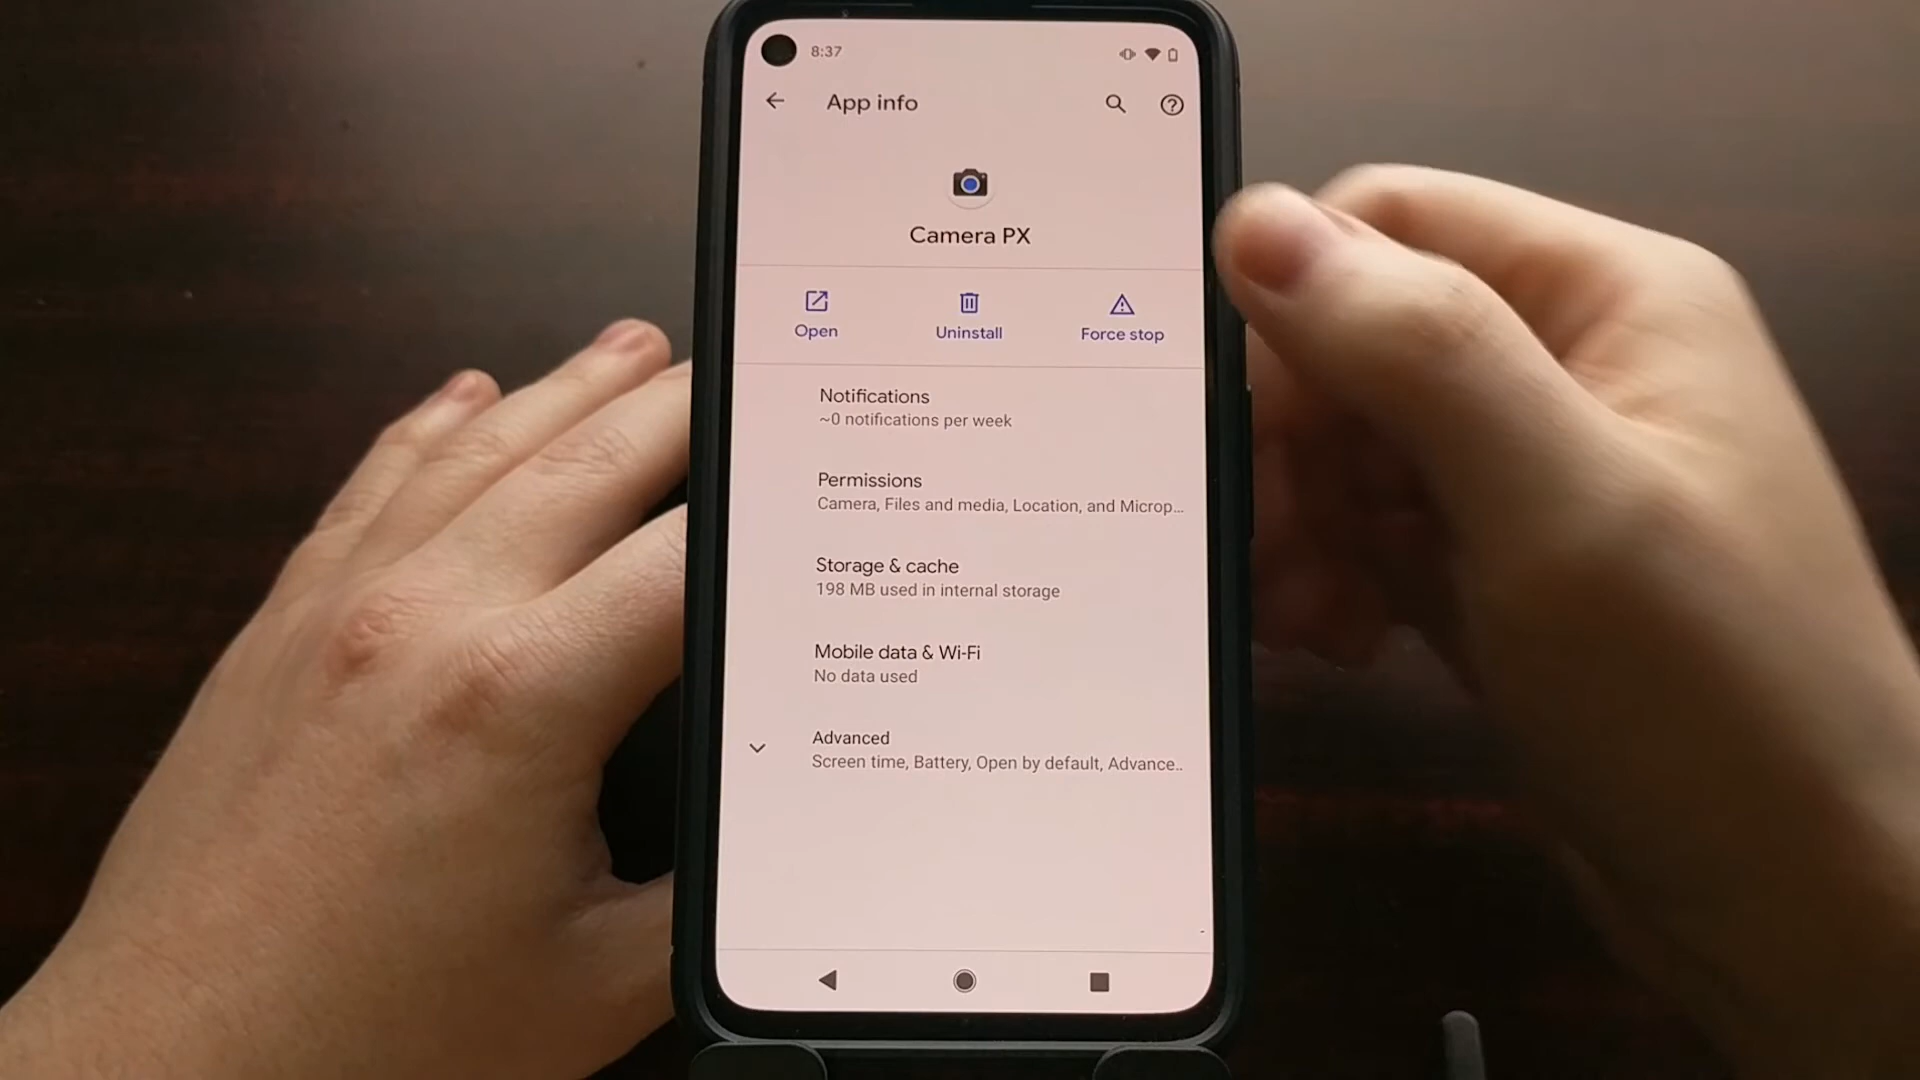 8:37
App info
Camera PX
Open
Uninstall
Force stop
Notifications
~0 notifications per week
Permissions
Camera, Files and media, Location, and Microp...
Storage & cache
198 MB used in internal storage
Mobile data & Wi-Fi
No data used
Advanced
Screen time, Battery, Open by default, Advance..